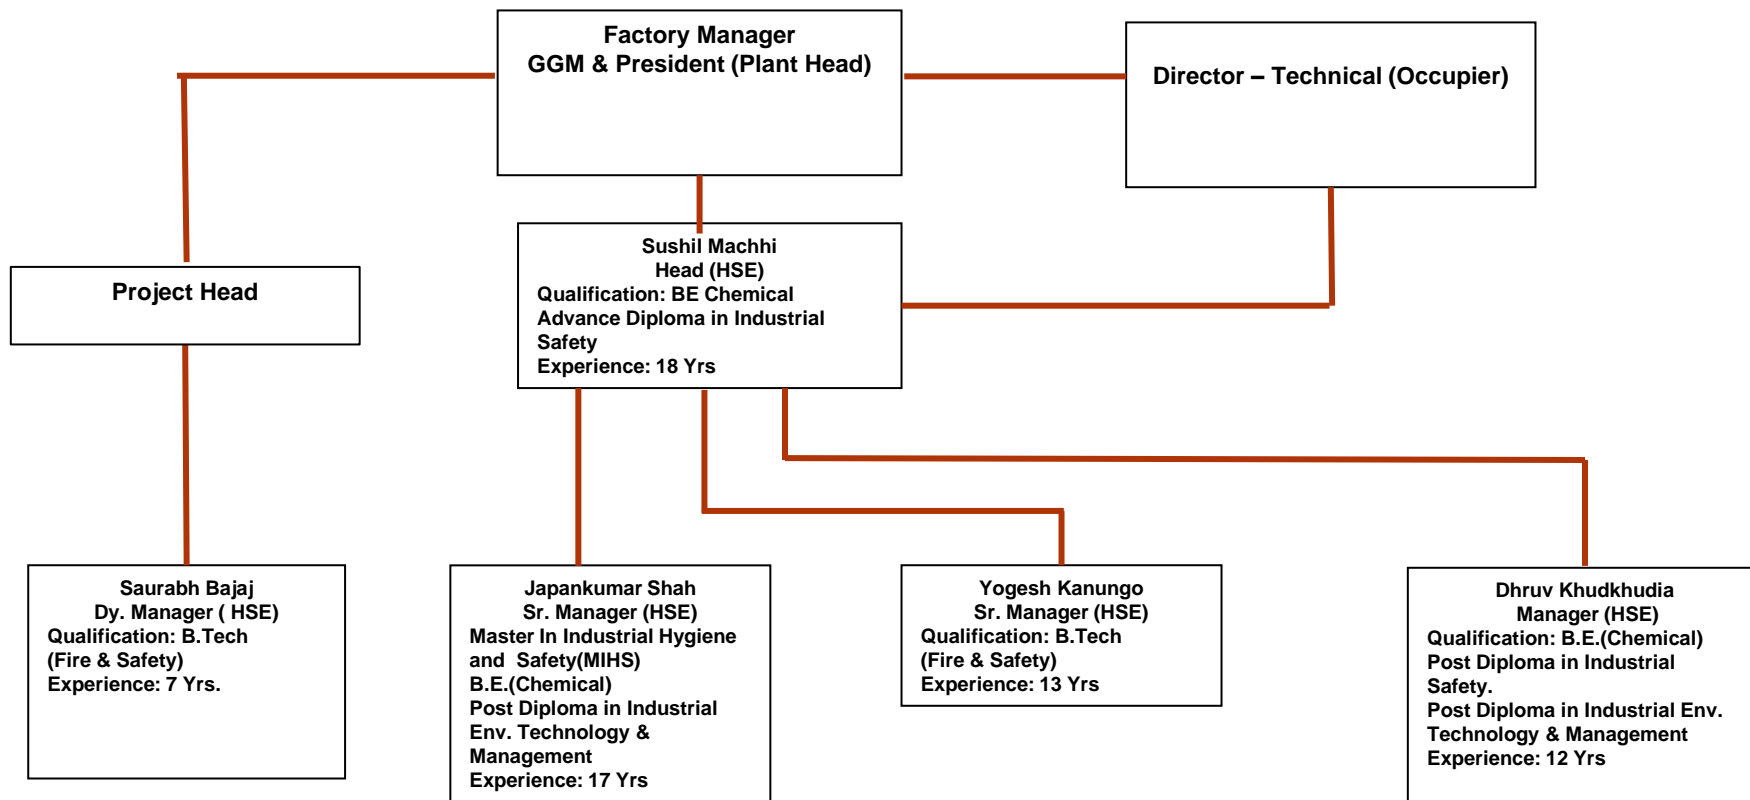 Factory Manager
GGM & President (Plant Head)
Director – Technical (Occupier)
Sushil Machhi
Head (HSE)
Qualification: BE Chemical
Advance Diploma in Industrial
Safety
Experience: 18 Yrs
Project Head
Saurabh Bajaj
Dy. Manager ( HSE)
Qualification: B.Tech
(Fire & Safety)
Experience: 7 Yrs.
Japankumar Shah
Sr. Manager (HSE)
Master In Industrial Hygiene
and  Safety(MIHS)
B.E.(Chemical)
Post Diploma in Industrial
Env. Technology &
Management
Experience: 17 Yrs
Yogesh Kanungo
Sr. Manager (HSE)
Qualification: B.Tech
(Fire & Safety)
Experience: 13 Yrs
Dhruv Khudkhudia
Manager (HSE)
Qualification: B.E.(Chemical)
Post Diploma in Industrial
Safety.
Post Diploma in Industrial Env.
Technology & Management
Experience: 12 Yrs